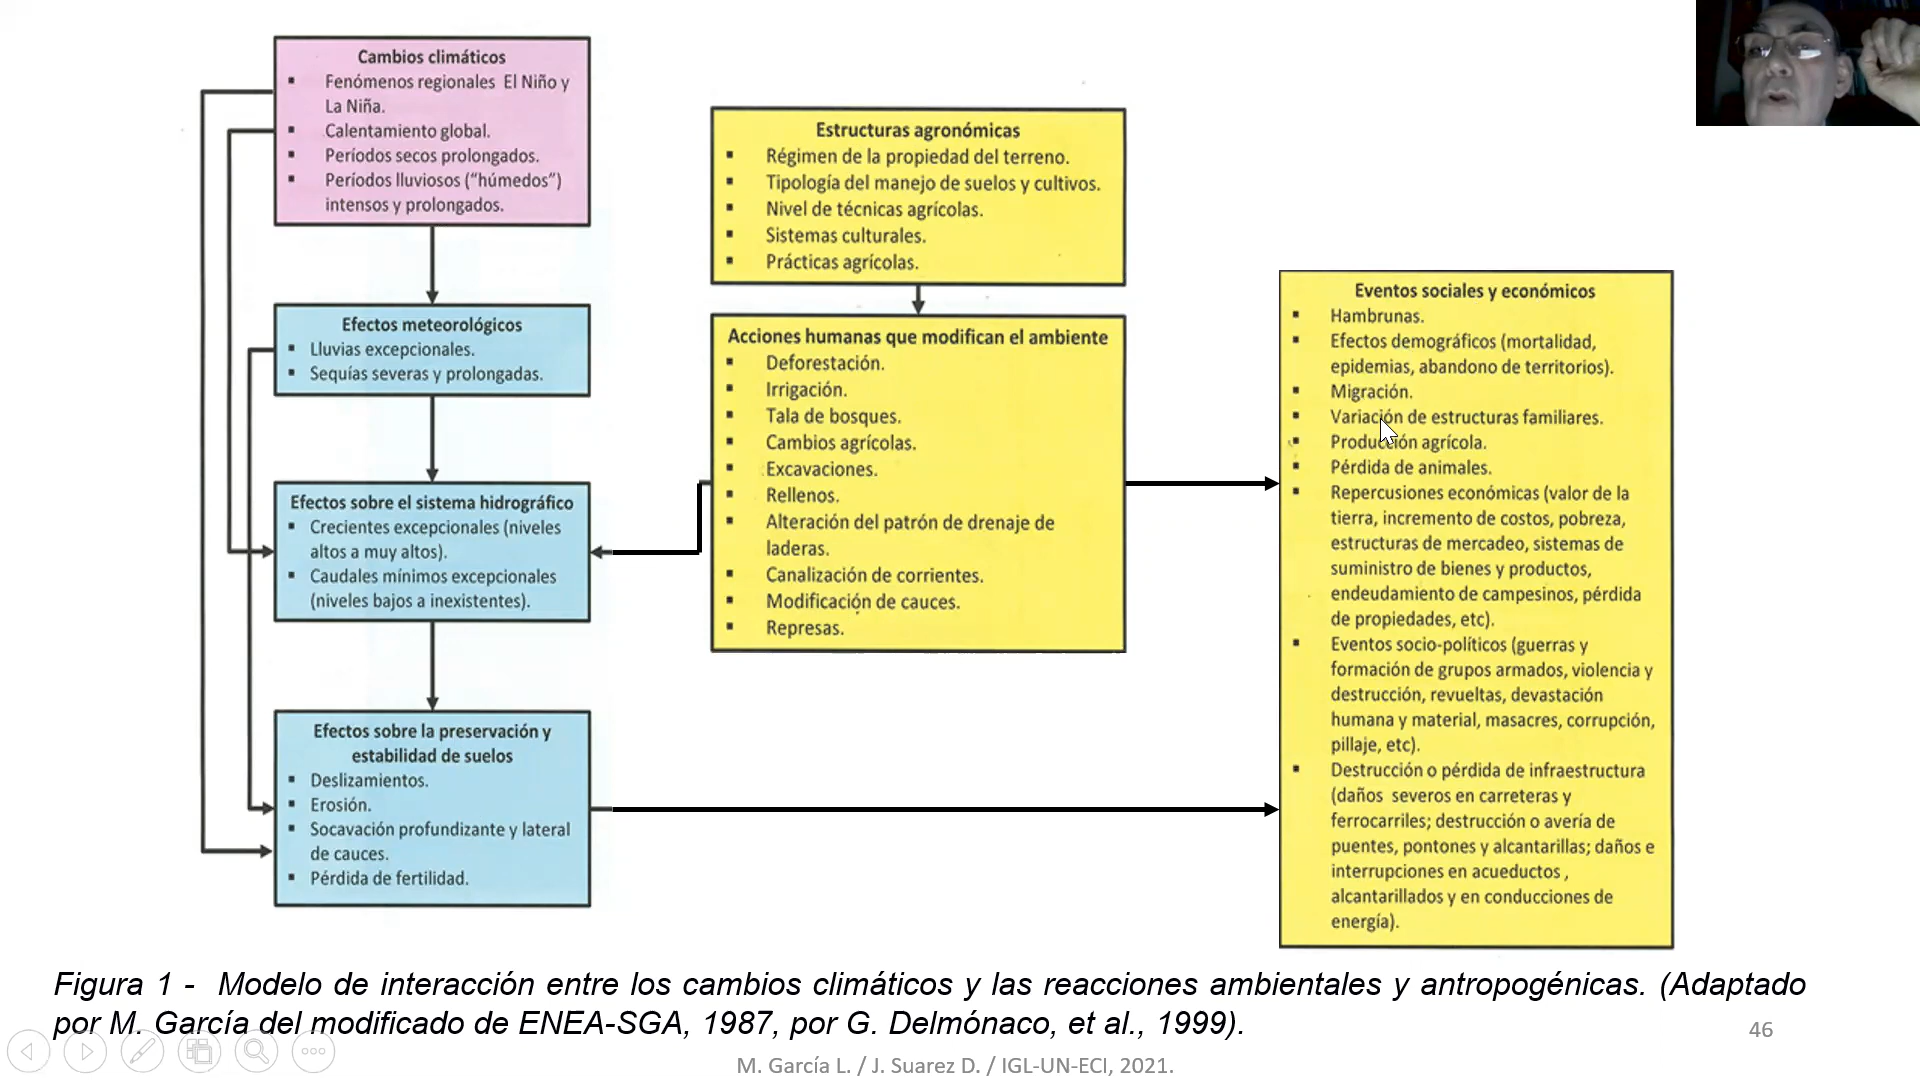 Cambios climáticos
▪ Fenómenos regionales El Niño y
La Niña.
▪ Calentamiento global.
▪ Períodos secos prolongados.
▪ Períodos lluviosos (“húmedos”)
intensos y prolongados.
Efectos meteorológicos
▪ Lluvias excepcionales.
▪ Sequías severas y prolongadas.
Efectos sobre el sistema hidrográfico
▪ Crecientes excepcionales (niveles
altos a muy altos).
▪ Caudales mínimos excepcionales
(niveles bajos a inexistentes).
Efectos sobre la preservación y
estabilidad de suelos
▪ Deslizamientos.
▪ Erosión.
▪ Socavación profundizante y lateral
de cauces.
▪ Pérdida de fertilidad.
Estructuras agronómicas
▪ Régimen de la propiedad del terreno.
▪ Tipología del manejo de suelos y cultivos.
▪ Nivel de técnicas agrícolas.
▪ Sistemas culturales.
▪ Prácticas agrícolas.
Acciones humanas que modifican el ambiente
▪ Deforestación.
▪ Irrigación.
▪ Tala de bosques.
▪ Cambios agrícolas.
▪ Excavaciones.
▪ Rellenos.
▪ Alteración del patrón de drenaje de
laderas.
▪ Canalización de corrientes.
▪ Modificación de cauces.
▪ Represas.
Eventos sociales y económicos
▪ Hambrunas.
▪ Efectos demográficos (mortalidad,
epidemias, abandono de territorios).
▪ Migración.
▪ Variación de estructuras familiares.
▪ Producción agrícola.
▪ Pérdida de animales.
▪ Repercusiones económicas (valor de la
tierra, incremento de costos, pobreza,
estructuras de mercadeo, sistemas de
suministro de bienes y productos,
endeudamiento de campesinos, pérdida
de propiedades, etc).
▪ Eventos socio-políticos (guerras y
formación de grupos armados, violencia y
destrucción, revueltas, devastación
humana y material, masacres, corrupción,
pillaje, etc).
▪ Destrucción o pérdida de infraestructura
(daños severos en carreteras y
ferrocarriles; destrucción o avería de
puentes, pontones y alcantarillas; daños e
interrupciones en acueductos ,
alcantarillados y en conducciones de
energía).
Figura 1 - Modelo de interacción entre los cambios climáticos y las reacciones ambientales y antropogénicas. (Adaptado
por M. García del modificado de ENEA-SGA, 1987, por G. Delmónaco, et al., 1999).
46
M. García L. / J. Suarez D. / IGL-UN-ECI, 2021.